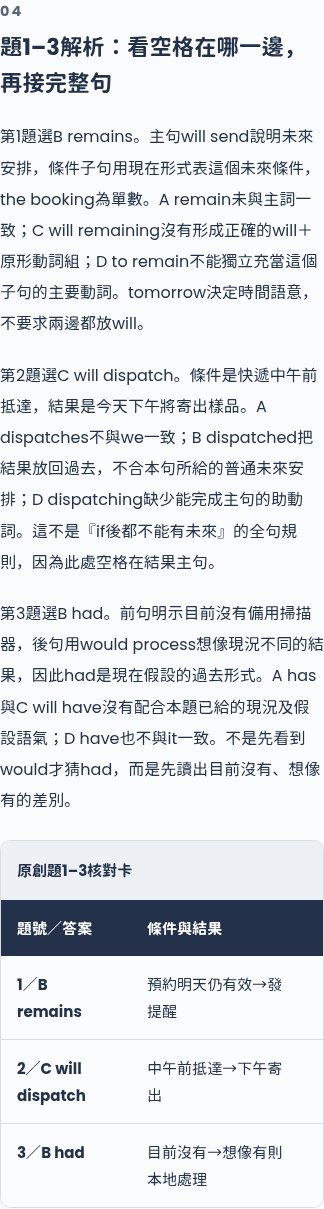 04
題1–3解析：看空格在哪一邊，
再接完整句
第1題選B remains。主句will send說明未來
安排，條件子句用現在形式表這個未來條件，
the booking為單數。A remain未與主詞一
致；C will remaining沒有形成正確的will＋
原形動詞組；D to remain不能獨立充當這個
子句的主要動詞。tomorrow決定時間語意，
不要求兩邊都放will。
第2題選C will dispatch。條件是快遞中午前
抵達，結果是今天下午將寄出樣品。A
dispatches不與we一致；B dispatched把
結果放回過去，不合本句所給的普通未來安
排；D dispatching缺少能完成主句的助動
詞。這不是『if後都不能有未來』的全句規
則，因為此處空格在結果主句。
第3題選B had。前句明示目前沒有備用掃描
器，後句用would process想像現況不同的結
果，因此had是現在假設的過去形式。A has
與C will have沒有配合本題已給的現況及假
設語氣；D have也不與it一致。不是先看到
would才猜had，而是先讀出目前沒有、想像
有的差別。
原創題1–3核對卡
題號／答案 條件與結果
1／B 預約明天仍有效→發
remains 提醒
2／C will 中午前抵達→下午寄
dispatch 出
3／B had 目前沒有→想像有則
本地處理